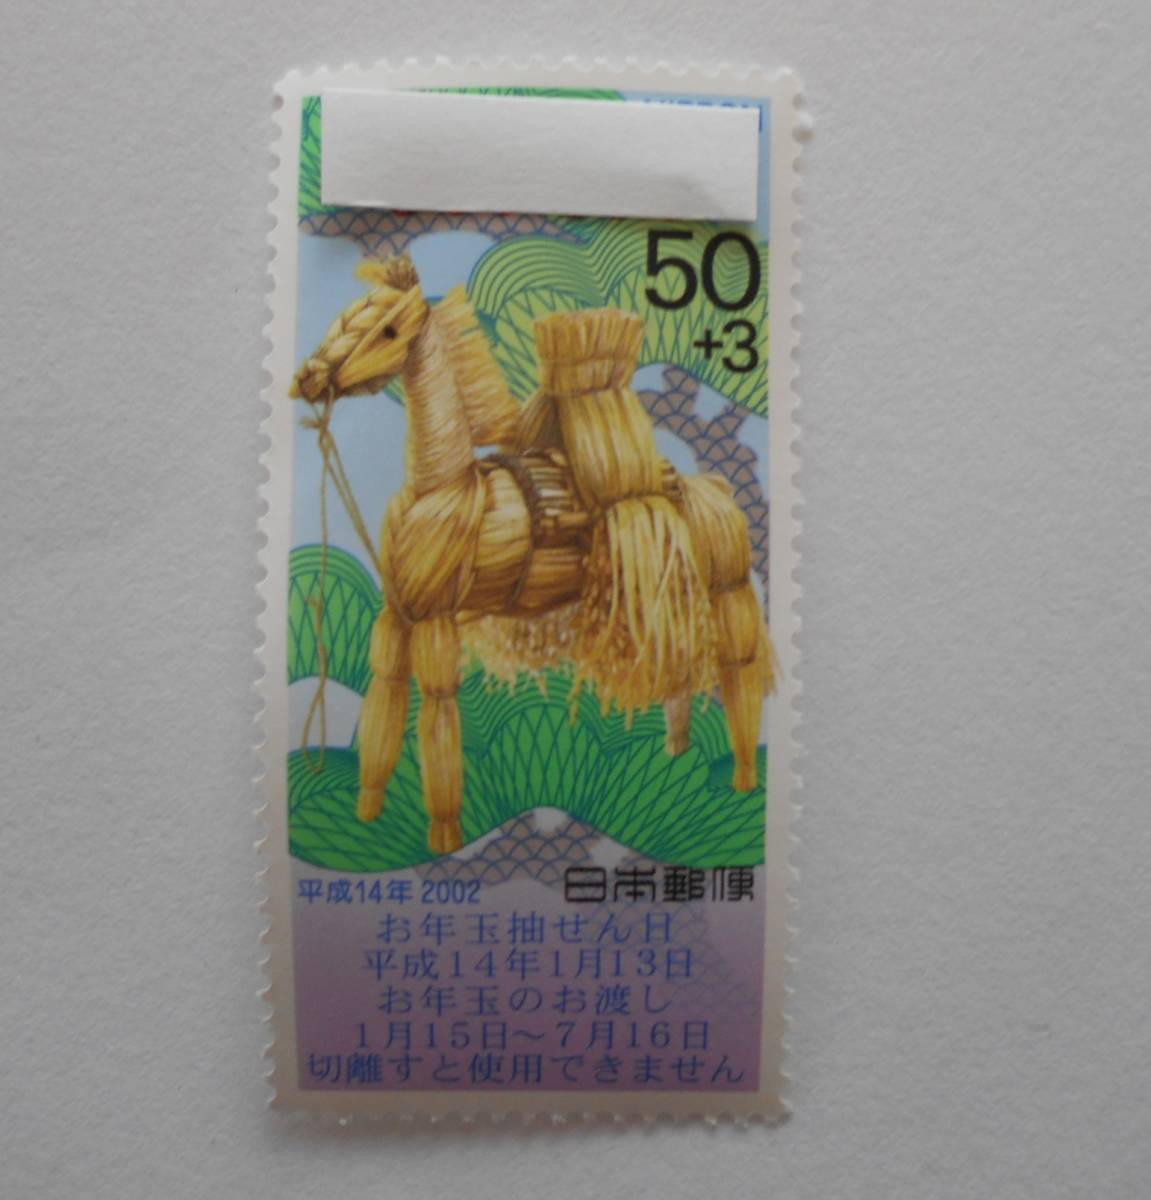 50
+3
平成14年 2002
日本郵便
お年玉抽せん日
平成14年1月13日
お年玉のお渡し
1月15日〜7月16日
切離すと使用できません